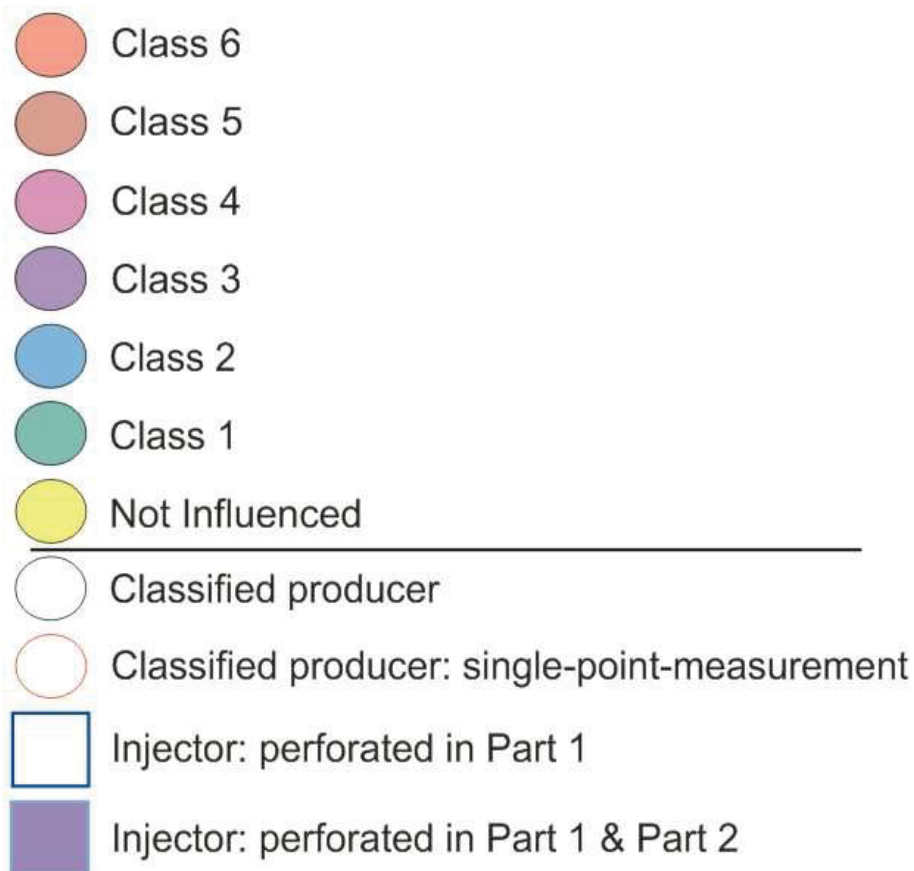 Class 6
Class 5
Class 4
Class 3
Class 2
Class 1
Not Influenced
Classified producer
Classified producer: single-point-measurement
Injector: perforated in Part 1
Injector: perforated in Part 1 & Part 2